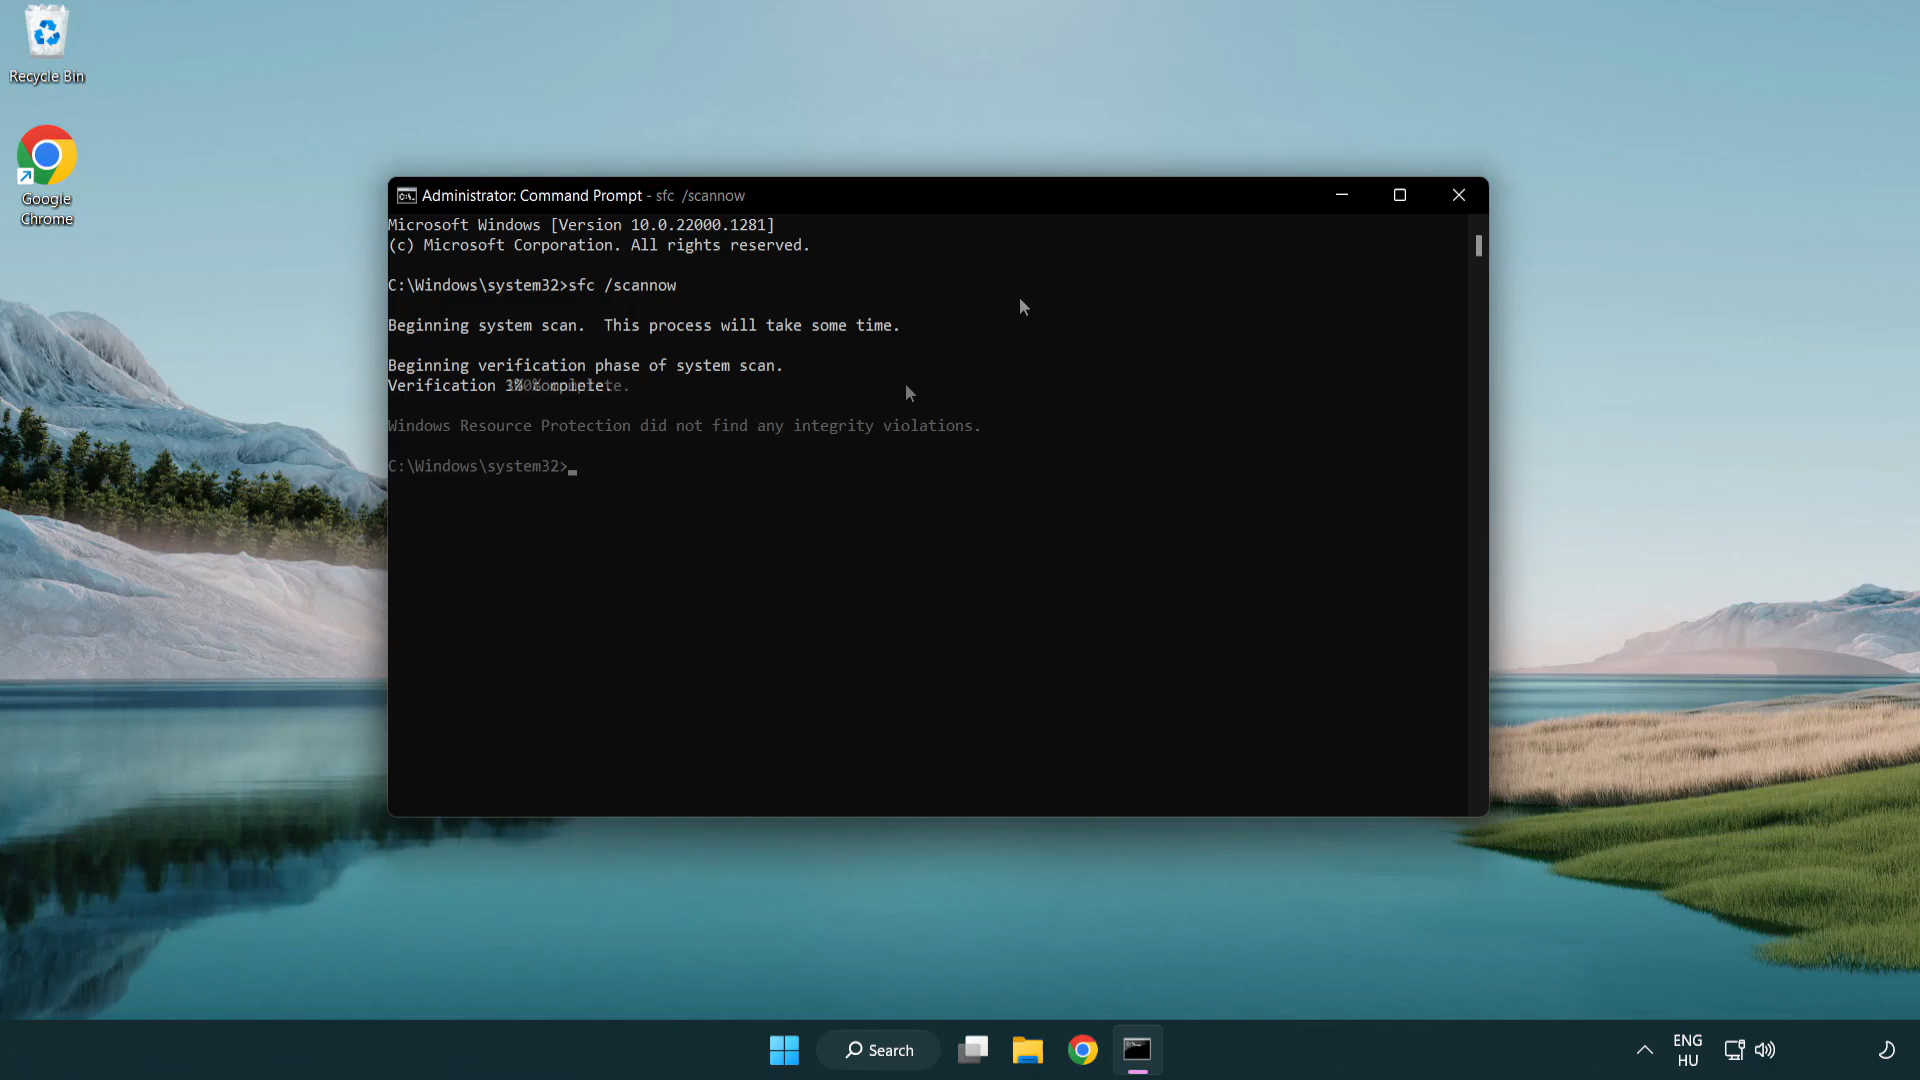 Recycle Bin
Google
Chrome
Administrator: Command Prompt - sfc  /scannow
Microsoft Windows [Version 10.0.22000.1281]
(c) Microsoft Corporation. All rights reserved.
C:\Windows\system32>sfc /scannow
Beginning system scan.  This process will take some time.
Beginning verification phase of system scan.
Verification
Windows Resource Protection did not find any integrity violations.
C:\Windows\system32>
Search
ENG
HU